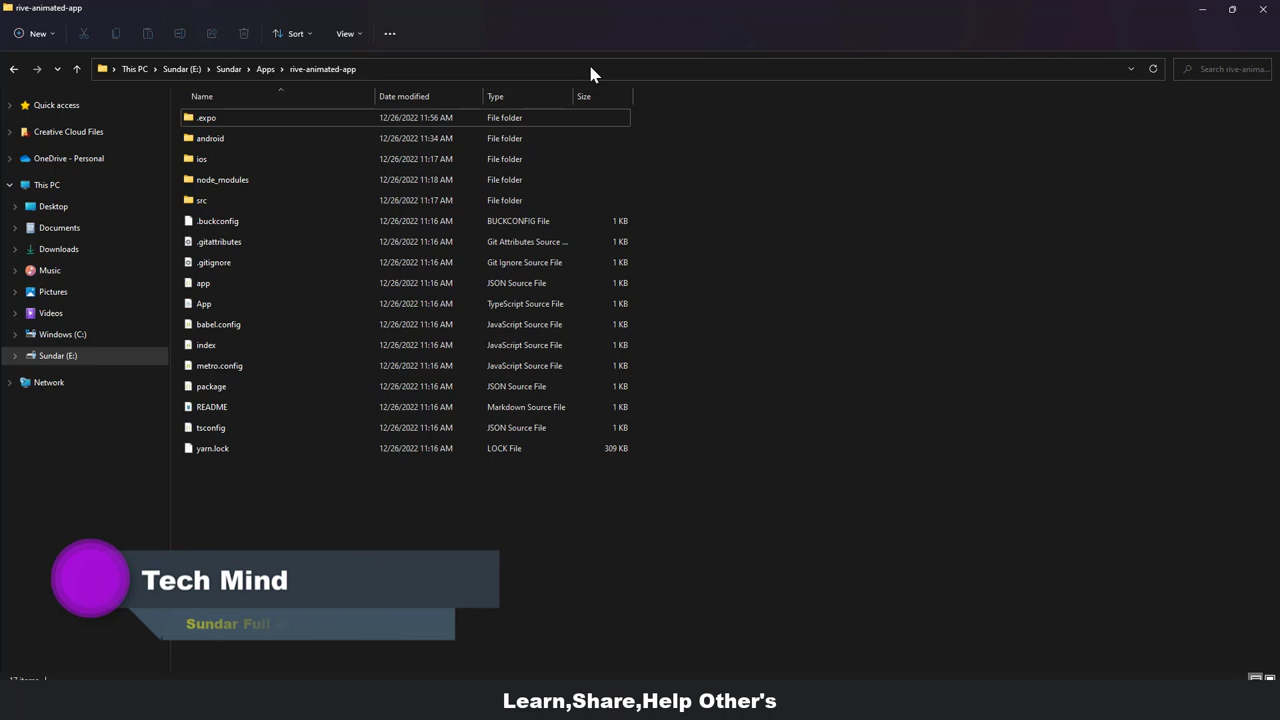 rive-animated-app
New
Sort
View
This PC
Sundar (E:)
Sundar
Apps
rive-animated-app
Search rive-anima...
Name
Date modified
Type
Size
Quick access
Creative Cloud Files
OneDrive - Personal
This PC
Desktop
Documents
Downloads
Music
Pictures
Videos
Windows (C:)
Sundar (E:)
Network
.expo 12/26/2022 11:56 AM File folder
android 12/26/2022 11:34 AM File folder
ios 12/26/2022 11:17 AM File folder
node_modules 12/26/2022 11:18 AM File folder
src 12/26/2022 11:17 AM File folder
.buckconfig 12/26/2022 11:16 AM BUCKCONFIG File 1 KB
.gitattributes 12/26/2022 11:16 AM Git Attributes Source ... 1 KB
.gitignore 12/26/2022 11:16 AM Git Ignore Source File 1 KB
app 12/26/2022 11:16 AM JSON Source File 1 KB
App 12/26/2022 11:16 AM TypeScript Source File 1 KB
babel.config 12/26/2022 11:16 AM JavaScript Source File 1 KB
index 12/26/2022 11:16 AM JavaScript Source File 1 KB
metro.config 12/26/2022 11:16 AM JavaScript Source File 1 KB
package 12/26/2022 11:16 AM JSON Source File 1 KB
README 12/26/2022 11:16 AM Markdown Source File 1 KB
tsconfig 12/26/2022 11:16 AM JSON Source File 1 KB
yarn.lock 12/26/2022 11:16 AM LOCK File 309 KB
Tech Mind
Sundar Full
Learn,Share,Help Other's